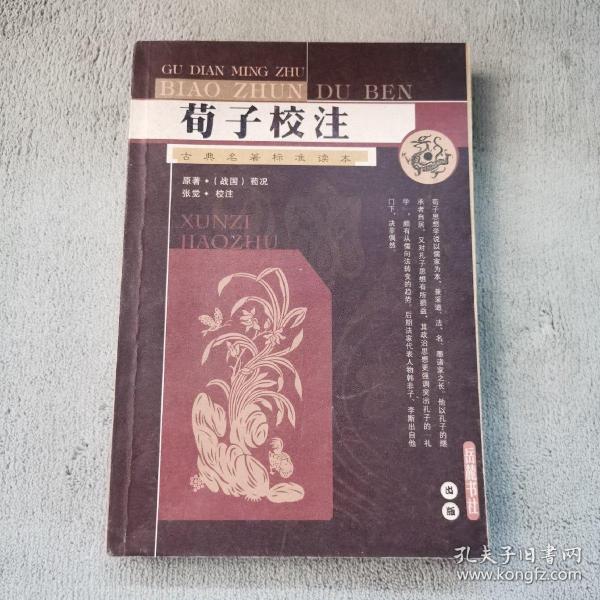 GU DIAN MING ZHU
BIAO ZHUN DU BEN
荀子校注
古典名著标准读本
原著·(战国)荀况
张觉·校注
XUNZI
JIAOZHU
荀子思想学说以儒家为本，兼采道、法、名、墨诸家之长。他以孔子的继
承者自居，又对孔子思想有所损益，其政治思想更强调突出孔子的“礼
学”，颇有从儒向法转变的趋势。后期法家代表人物韩非子、李斯出自他
门下，决非偶然。
岳麓书社
出版
孔夫子旧书网
www.kongfz.com